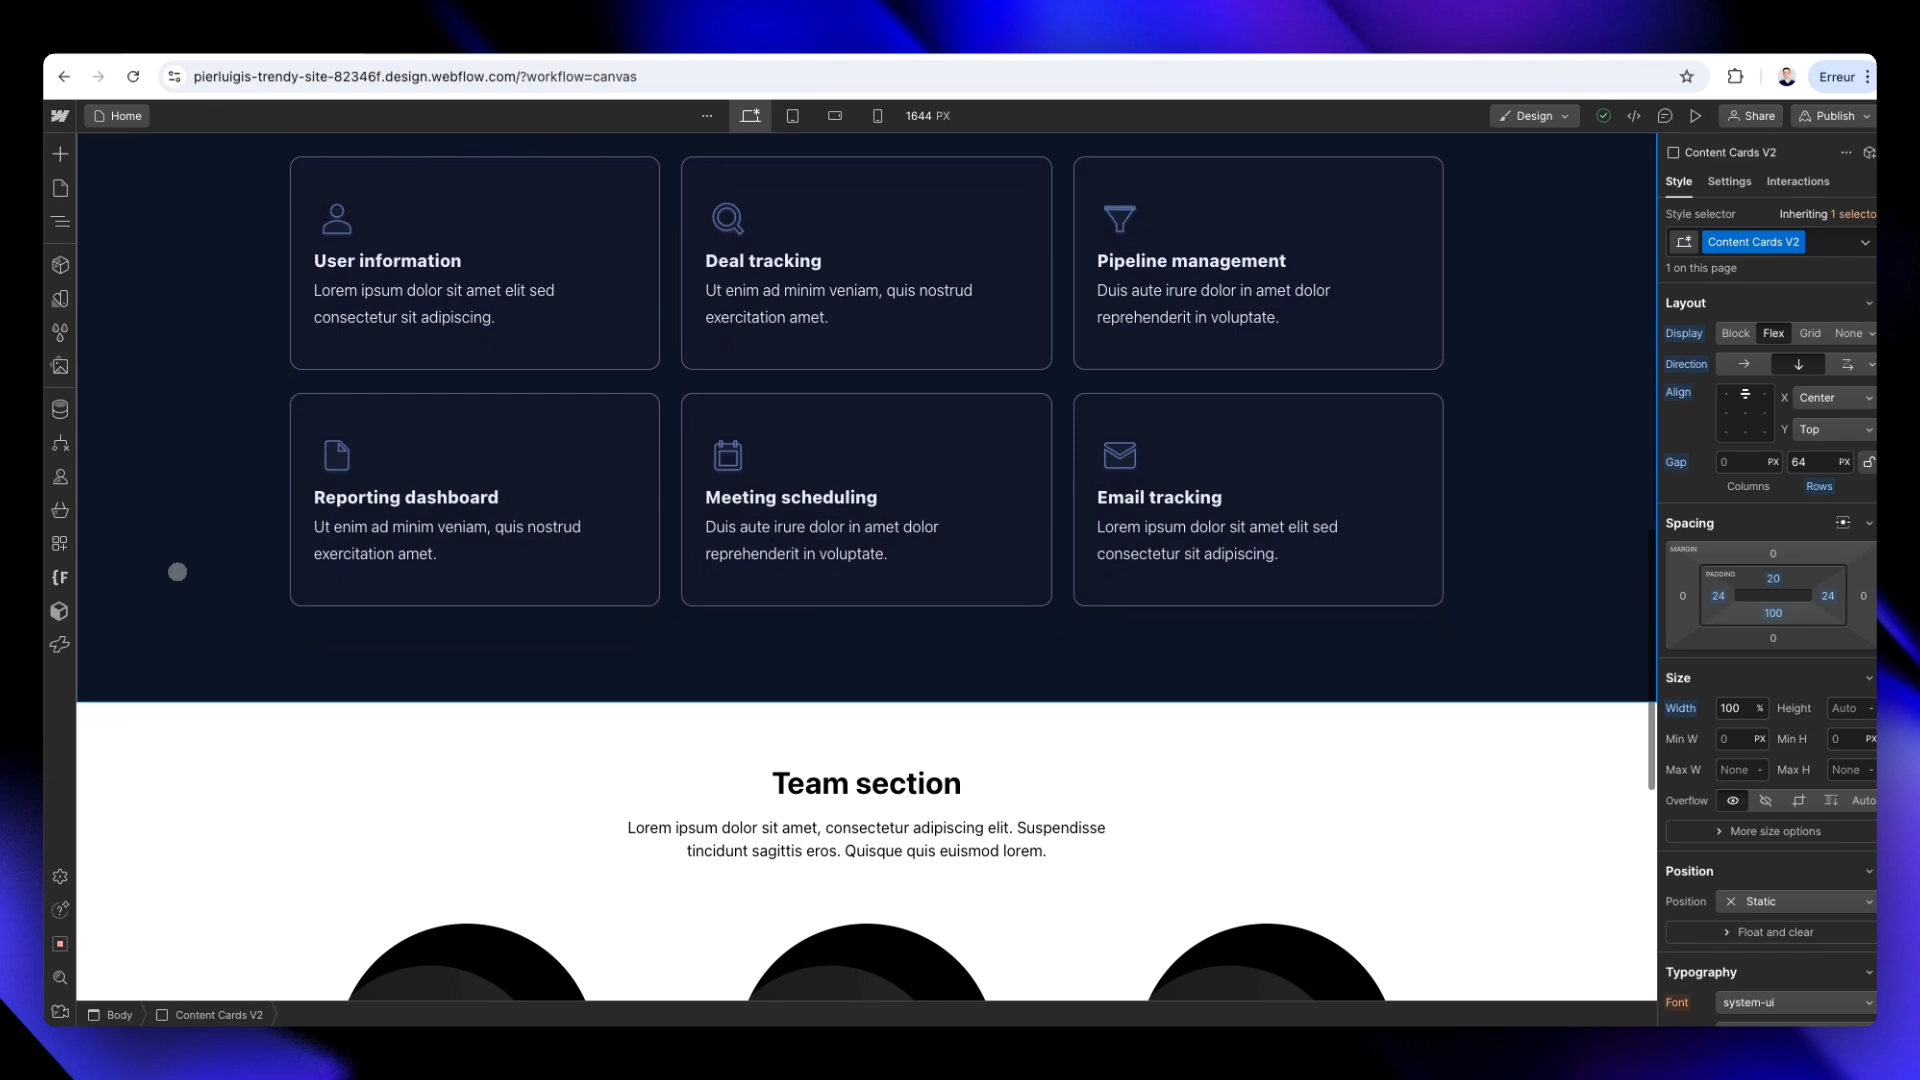 pierluigis-trendy-site-82346f.design.webflow.com/?workflow=canvas
Erreur
Home
1644 PX
Design
Share
Publish
User information
Lorem ipsum dolor sit amet elit sed
consectetur sit adipiscing.
Deal tracking
Ut enim ad minim veniam, quis nostrud
exercitation amet.
Pipeline management
Duis aute irure dolor in amet dolor
reprehenderit in voluptate.
Reporting dashboard
Ut enim ad minim veniam, quis nostrud
exercitation amet.
Meeting scheduling
Duis aute irure dolor in amet dolor
reprehenderit in voluptate.
Email tracking
Lorem ipsum dolor sit amet elit sed
consectetur sit adipiscing.
Team section
Lorem ipsum dolor sit amet, consectetur adipiscing elit. Suspendisse
tincidunt sagittis eros. Quisque quis euismod lorem.
Body
Content Cards V2
Content Cards V2
Style Settings Interactions
Style selector Inheriting 1 selecto
Content Cards V2
1 on this page
Layout
Display Block Flex Grid None
Direction
Align X Center
Y Top
Gap 0 PX 64 PX
Columns Rows
Spacing
MARGIN 0
PADDING 20
0 24 24 0
100
0
Size
Width 100 % Height Auto -
Min W 0 PX Min H 0 PX
Max W None - Max H None -
Overflow Auto
More size options
Position
Position Static
Float and clear
Typography
Font system-ui